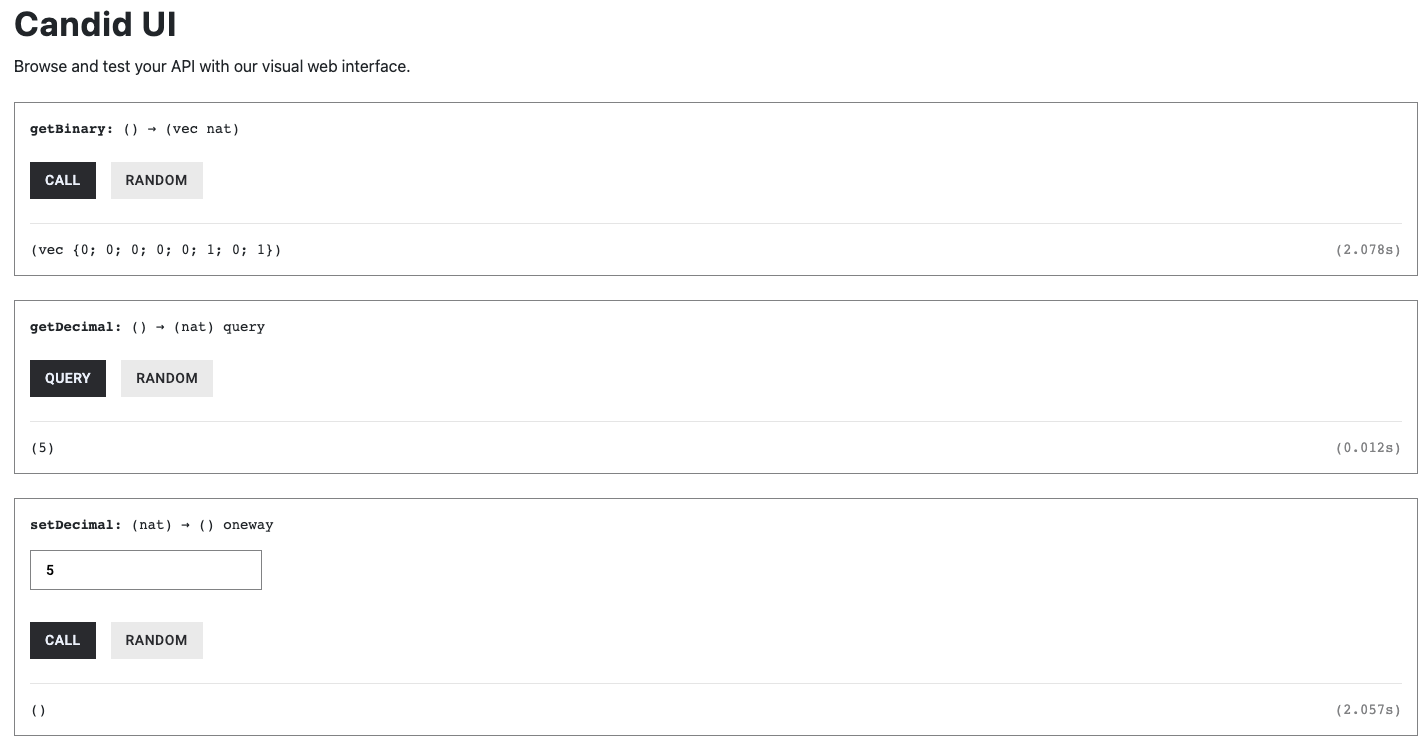 Candid UI
Browse and test your API with our visual web interface.
getBinary: () → (vec nat)
CALL RANDOM
(vec {0; 0; 0; 0; 0; 1; 0; 1}) (2.078s)
getDecimal: () → (nat) query
QUERY RANDOM
(5) (0.012s)
setDecimal: (nat) → () oneway
5
CALL RANDOM
() (2.057s)